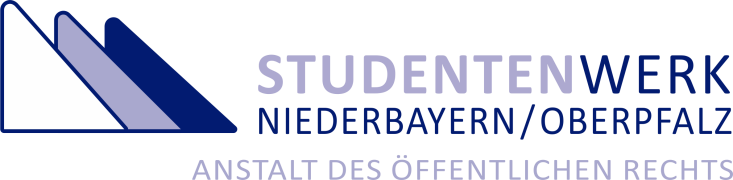 STUDENTENWERK
NIEDERBAYERN/OBERPFALZ
ANSTALT DES ÖFFENTLICHEN RECHTS